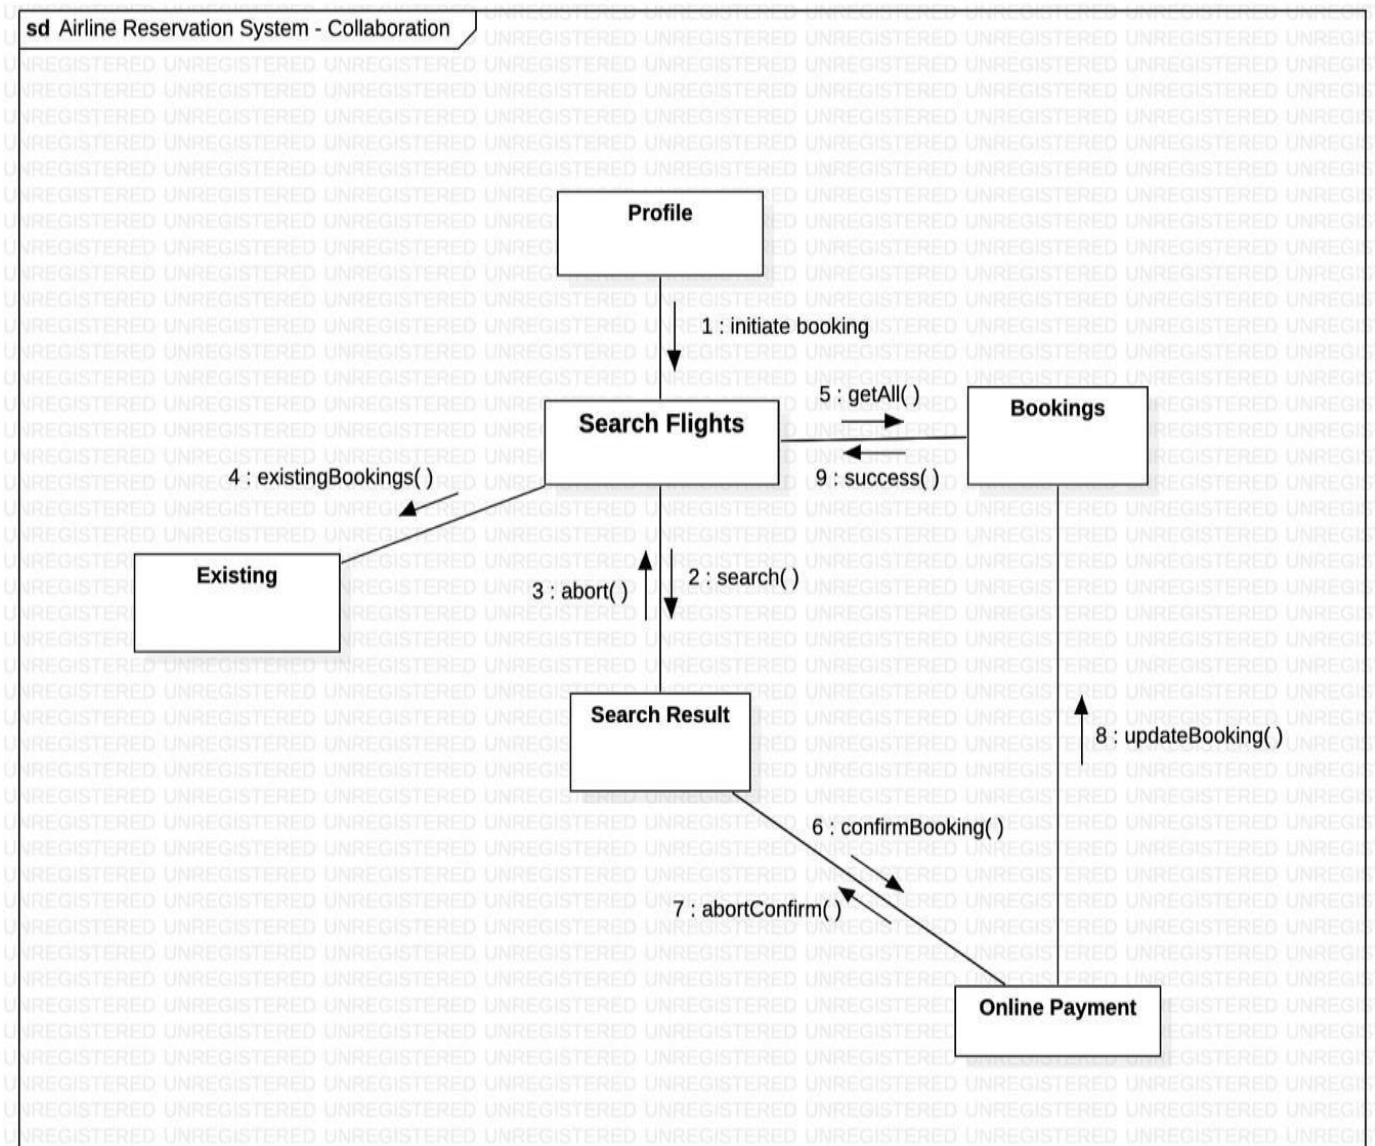 sd Airline Reservation System - Collaboration
Profile
1 : initiate booking
5 : getAll( )
Bookings
Search Flights
4 : existingBookings( )
9 : success( )
Existing
3 : abort( )
2 : search( )
Search Result
8 : updateBooking( )
6 : confirmBooking( )
7 : abortConfirm( )
Online Payment
UNREGISTERED